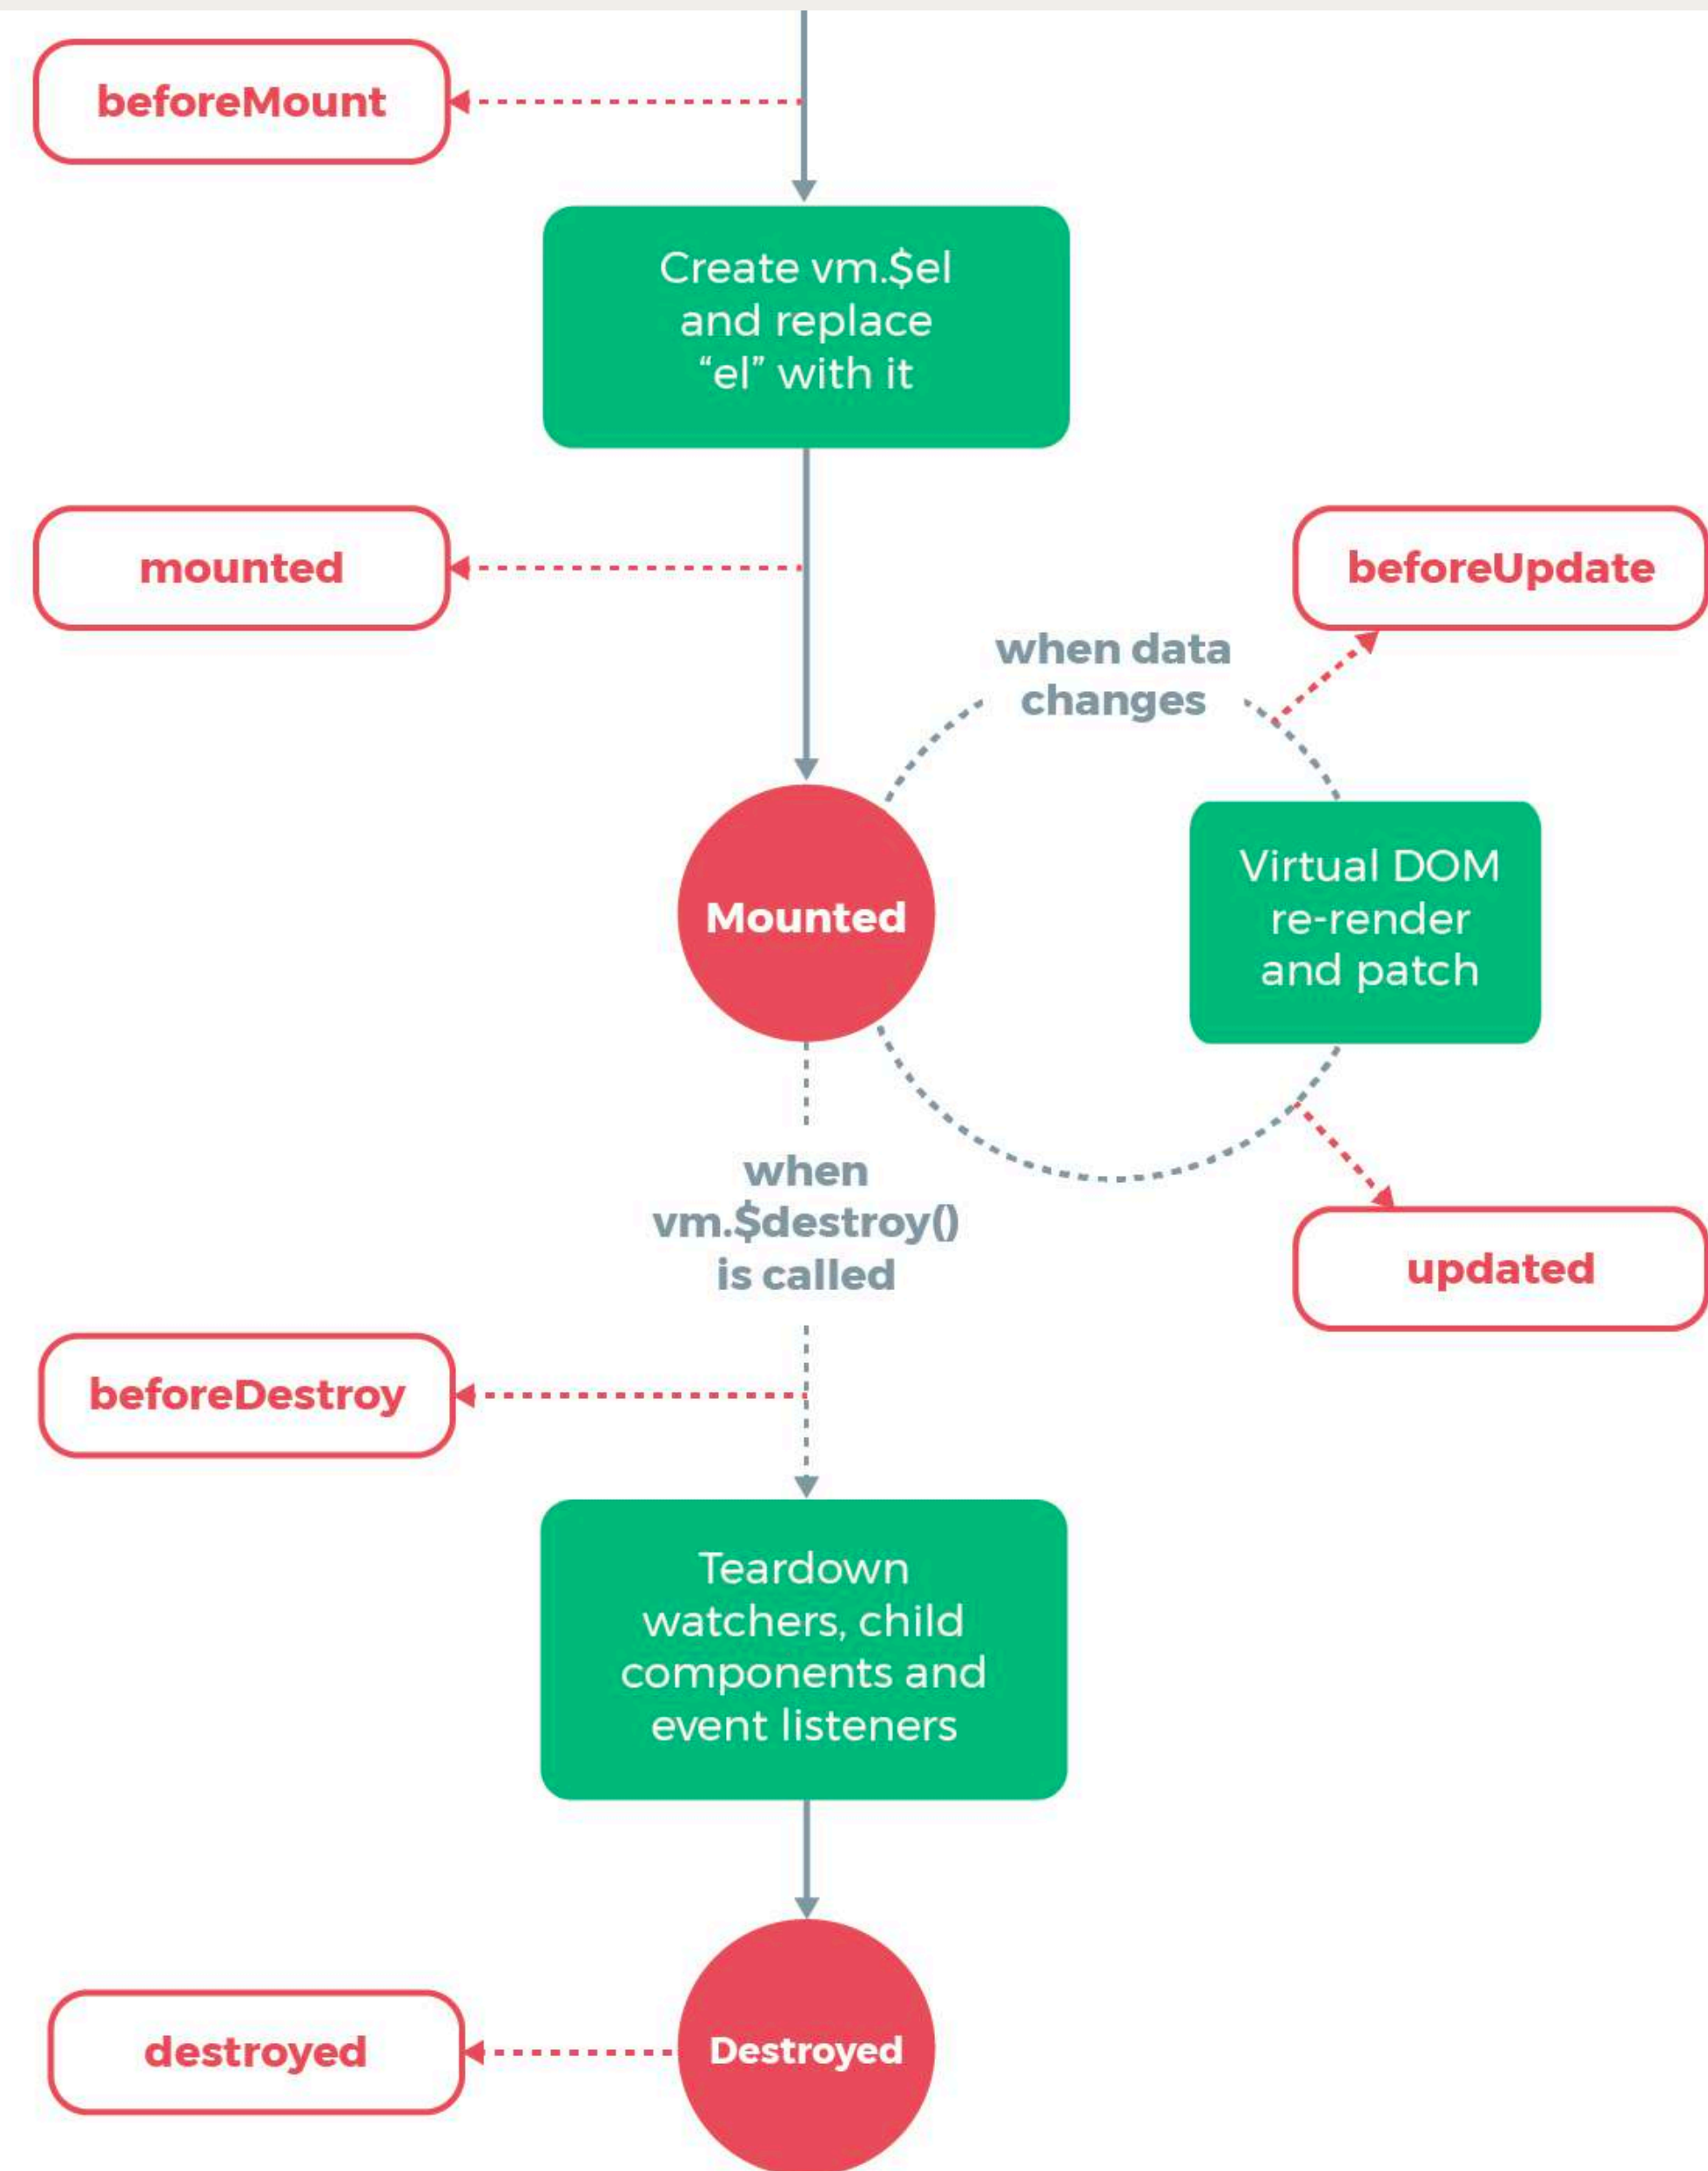 beforeMount
Create vm.$el
and replace
“el” with it
mounted
beforeUpdate
when data
changes
Virtual DOM
re-render
and patch
Mounted
when
vm.$destroy()
is called
updated
beforeDestroy
Teardown
watchers, child
components and
event listeners
destroyed
Destroyed